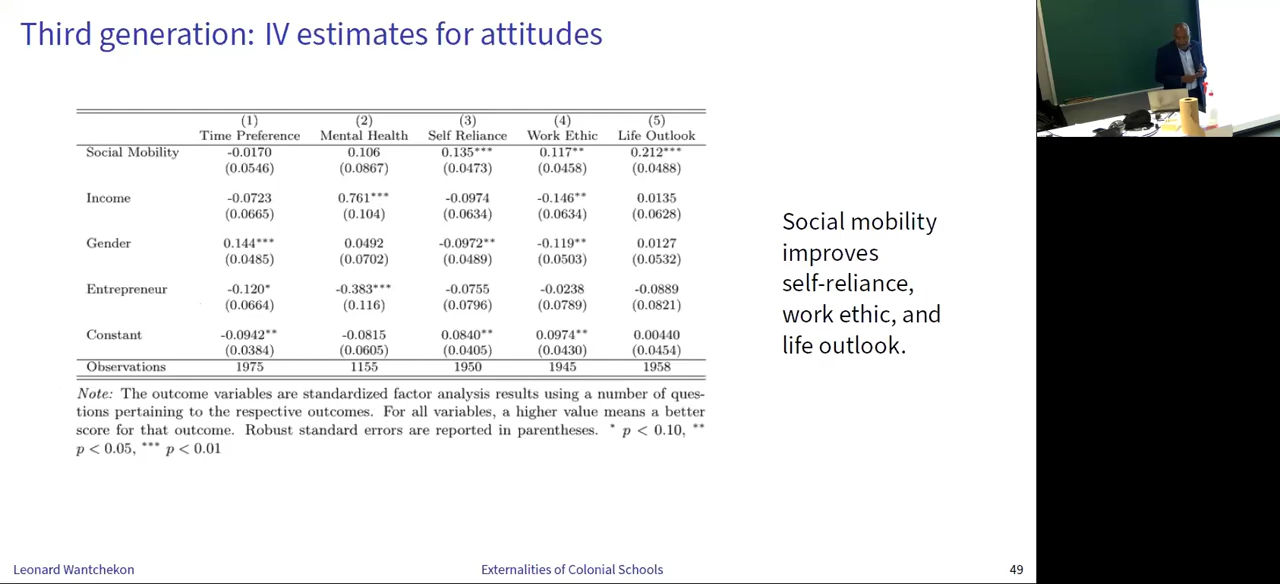 Third generation: IV estimates for attitudes
(1) (2) (3) (4) (5)
Time Preference Mental Health Self Reliance Work Ethic Life Outlook
Social Mobility -0.0170 0.106 0.135*** 0.117** 0.212***
(0.0546) (0.0867) (0.0473) (0.0458) (0.0488)
Income -0.0723 0.761*** -0.0974 -0.146** 0.0135
(0.0665) (0.104) (0.0634) (0.0634) (0.0628)
Gender 0.144*** 0.0492 -0.0972** -0.119** 0.0127
(0.0485) (0.0702) (0.0489) (0.0503) (0.0532)
Entrepreneur -0.120* -0.383*** -0.0755 -0.0238 -0.0889
(0.0664) (0.116) (0.0796) (0.0789) (0.0821)
Constant -0.0942** -0.0815 0.0840** 0.0974** 0.00440
(0.0384) (0.0605) (0.0405) (0.0430) (0.0454)
Observations 1975 1155 1950 1945 1958
Note: The outcome variables are standardized factor analysis results using a number of ques-
tions pertaining to the respective outcomes. For all variables, a higher value means a better
score for that outcome. Robust standard errors are reported in parentheses. * p < 0.10, **
p < 0.05, *** p < 0.01
Social mobility
improves
self-reliance,
work ethic, and
life outlook.
Leonard Wantchekon Externalities of Colonial Schools 49